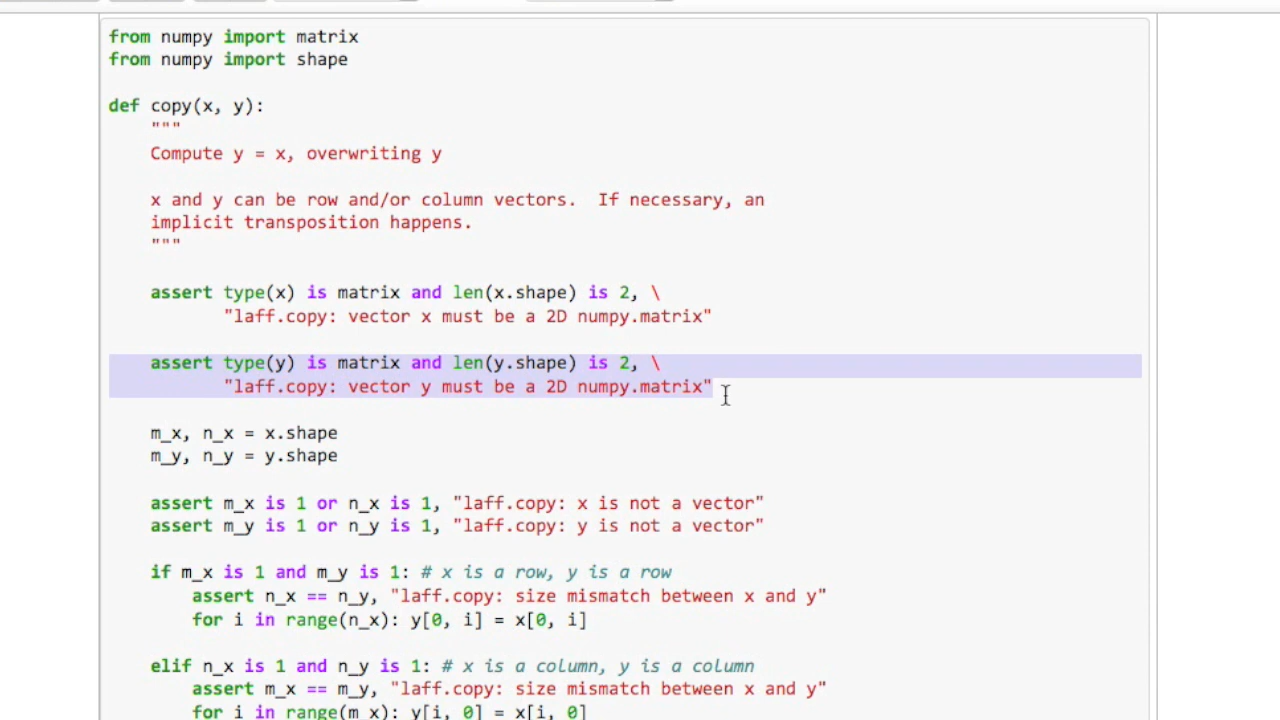 from numpy import matrix
from numpy import shape
def copy(x, y):
"""
Compute y = x, overwriting y
x and y can be row and/or column vectors.  If necessary, an
implicit transposition happens.
"""
assert type(x) is matrix and len(x.shape) is 2, \
"laff.copy: vector x must be a 2D numpy.matrix"
assert type(y) is matrix and len(y.shape) is 2, \
"laff.copy: vector y must be a 2D numpy.matrix"
m_x, n_x = x.shape
m_y, n_y = y.shape
assert m_x is 1 or n_x is 1, "laff.copy: x is not a vector"
assert m_y is 1 or n_y is 1, "laff.copy: y is not a vector"
if m_x is 1 and m_y is 1: # x is a row, y is a row
assert n_x == n_y, "laff.copy: size mismatch between x and y"
for i in range(n_x): y[0, i] = x[0, i]
elif n_x is 1 and n_y is 1: # x is a column, y is a column
assert m_x == m_y, "laff.copy: size mismatch between x and y"
for i in range(m_x): y[i, 0] = x[i, 0]